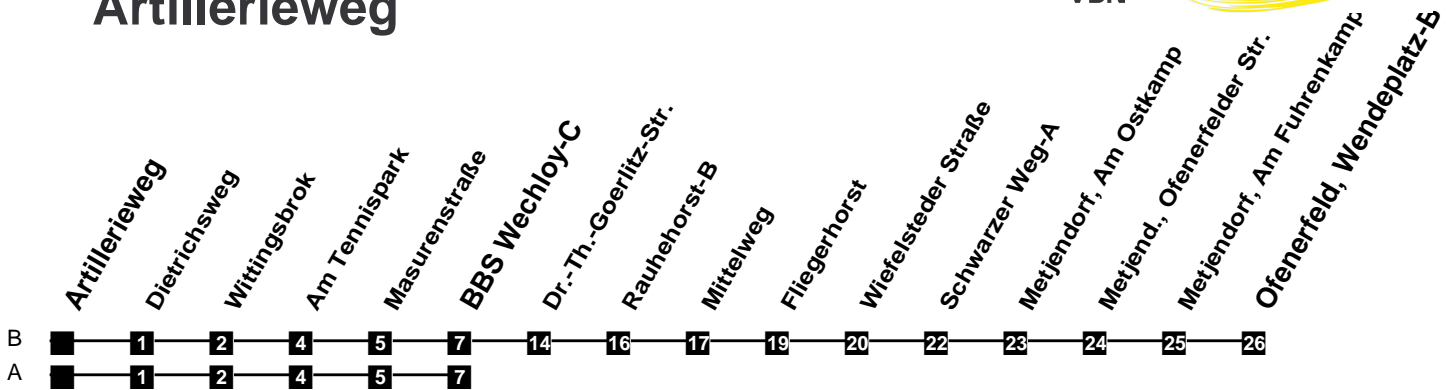 Artillerieweg
VBN
Artillerieweg
Dietrichsweg
Wittingsbrok
Am Tennispark
Masurenstraße
BBS Wechloy-C
Dr.-Th.-Goerlitz-Str.
Rauhehorst-B
Mittelweg
Fliegerhorst
Wiefelsteder Straße
Schwarzer Weg-A
Metjendorf, Am Ostkamp
Metjend., Ofenerfelder Str.
Metjendorf, Am Fuhrenkamp
Ofenerfeld, Wendeplatz-B
B 1 2 4 5 7 14 16 17 19 20 22 23 24 25 26
A 1 2 4 5 7